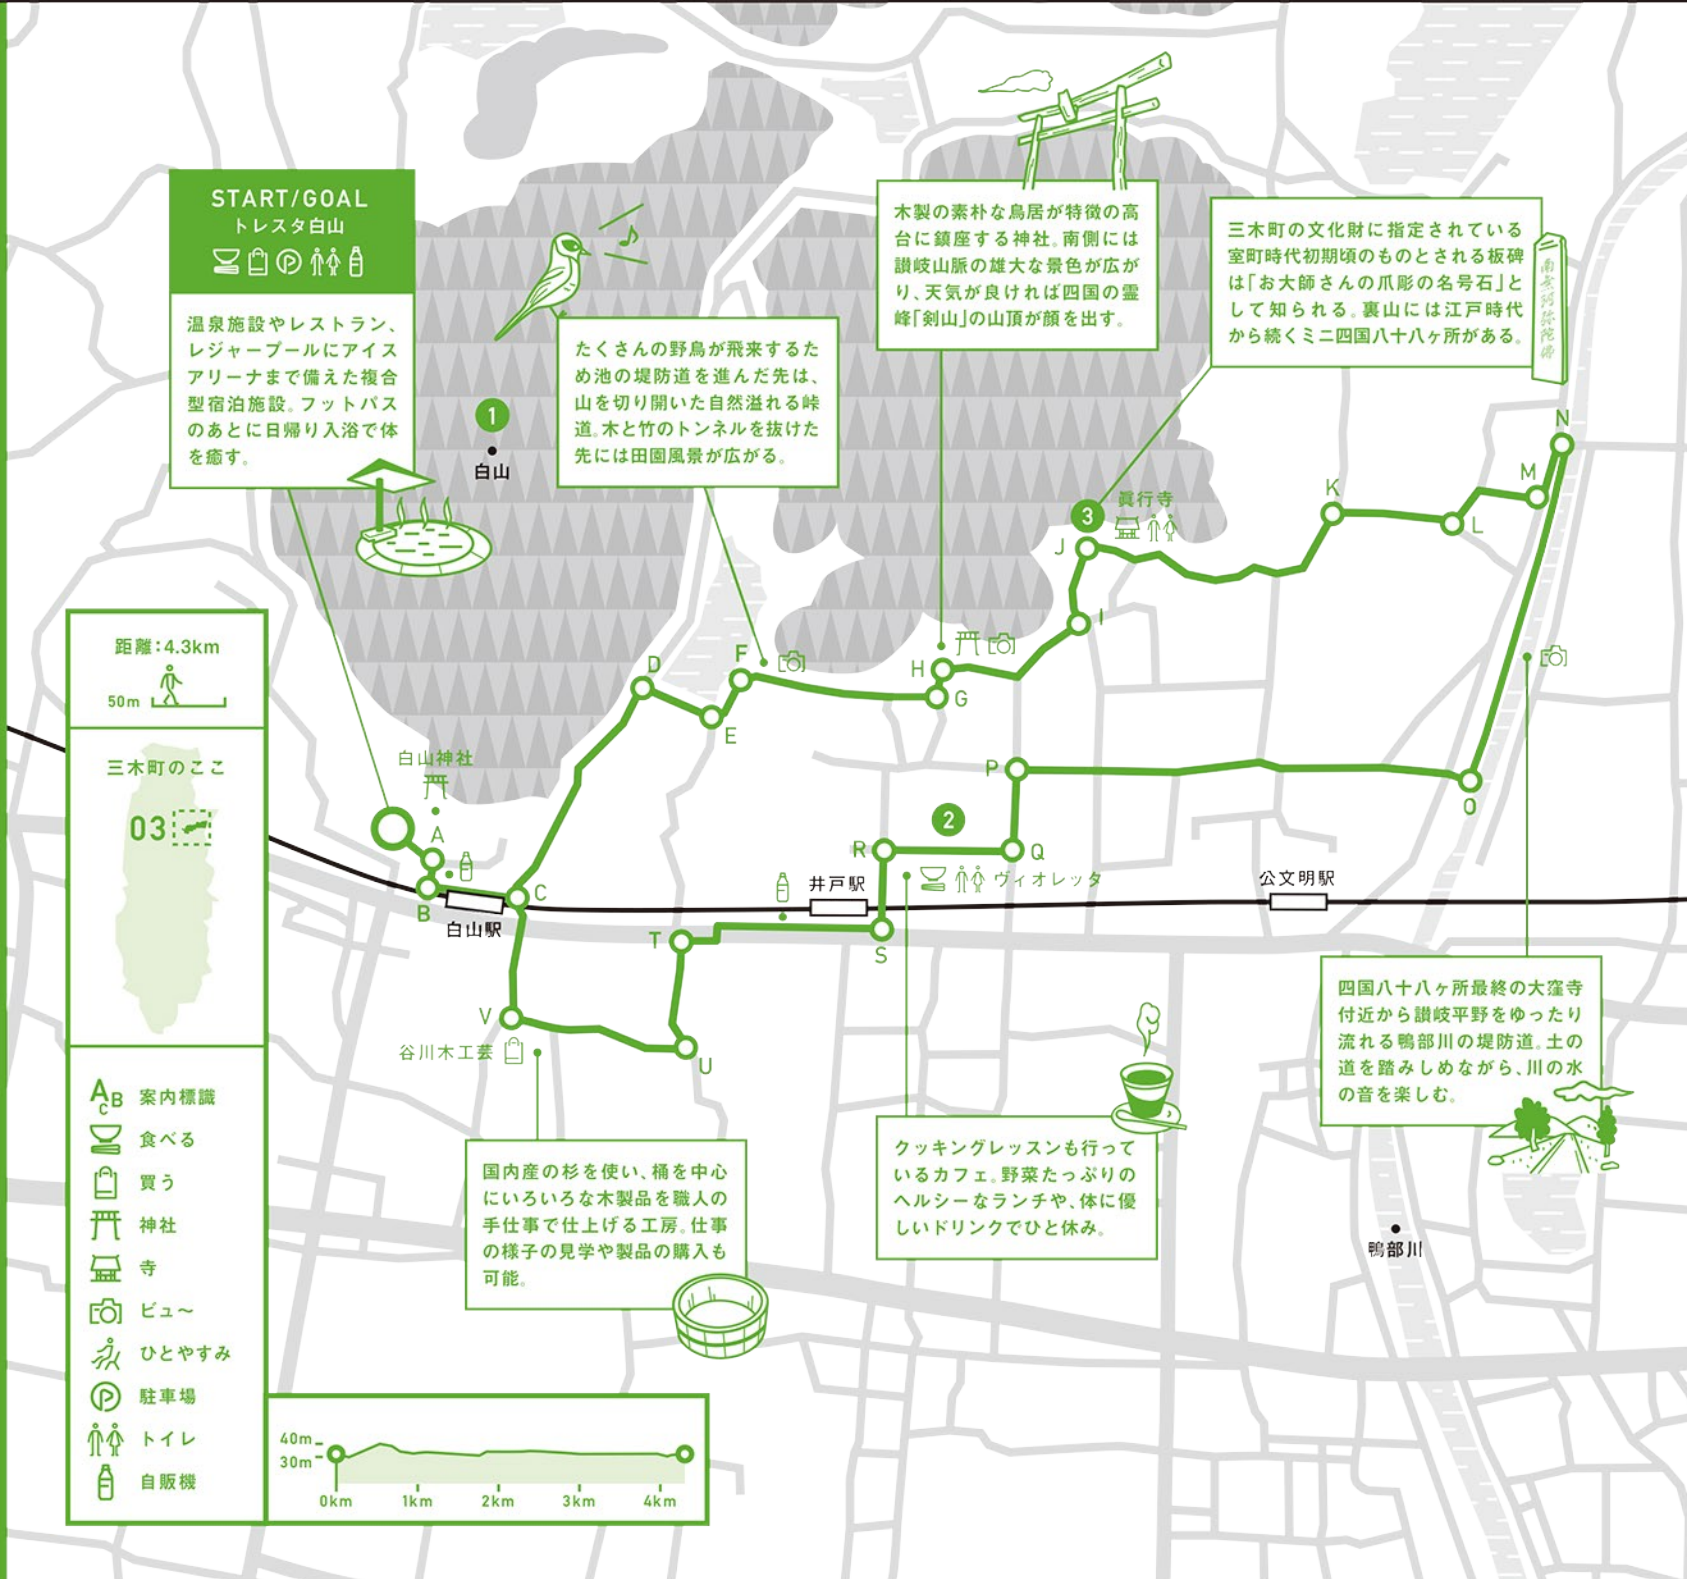 START/GOAL
トレスタ白山
温泉施設やレストラン、
レジャープールにアイス
アリーナまで備えた複合
型宿泊施設。フットパス
のあとに日帰り入浴で体
を癒す。
1
白山
たくさんの野鳥が飛来するた
め池の堤防道を進んだ先は、
山を切り開いた自然溢れる峠
道。木と竹のトンネルを抜けた
先には田園風景が広がる。
木製の素朴な鳥居が特徴の高
台に鎮座する神社。南側には
讃岐山脈の雄大な景色が広が
り、天気が良ければ四国の霊
峰「剣山」の山頂が顔を出す。
三木町の文化財に指定されている
室町時代初期頃のものとされる板碑
は「お大師さんの爪彫の名号石」と
して知られる。裏山には江戸時代
から続くミニ四国八十八ヶ所がある。
南無阿弥陀佛
N
M
K
L
3
眞行寺
J
I
H
G
F
D
E
白山神社
A
B
C
白山駅
P
O
2
R
Q
ヴィオレッタ
井戸駅
公文明駅
T
S
V
U
谷川木工芸
四国八十八ヶ所最終の大窪寺
付近から讃岐平野をゆったり
流れる鴨部川の堤防道。土の
道を踏みしめながら、川の水
の音を楽しむ。
クッキングレッスンも行って
いるカフェ。野菜たっぷりの
ヘルシーなランチや、体に優
しいドリンクでひと休み。
国内産の杉を使い、桶を中心
にいろいろな木製品を職人の
手仕事で仕上げる工房。仕事
の様子の見学や製品の購入も
可能。
鴨部川
距離:4.3km
50m
三木町のここ
03
ABC 案内標識
食べる
買う
神社
寺
ビュ〜
ひとやすみ
P 駐車場
トイレ
自販機
40m
30m
0km 1km 2km 3km 4km